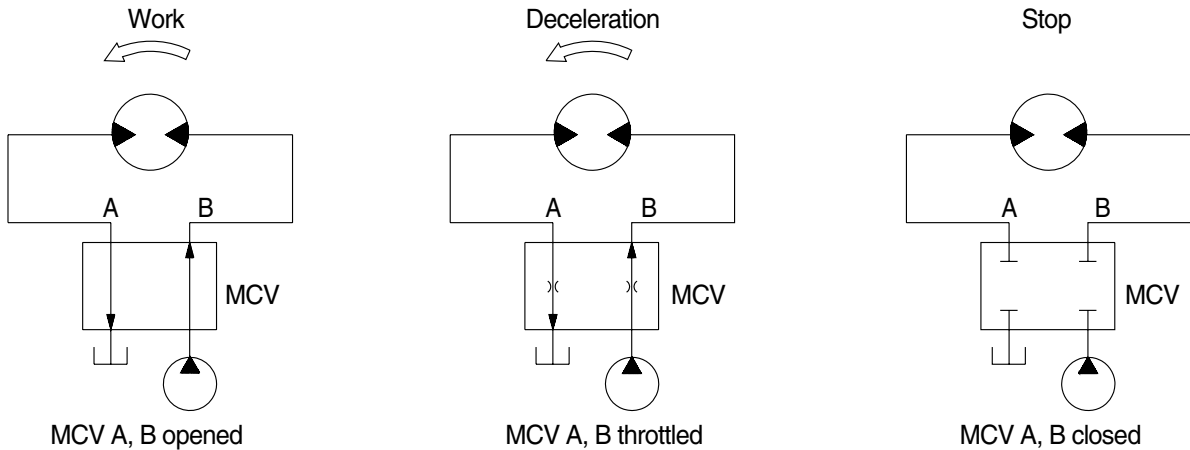 Work
A
B
MCV
MCV A, B opened
Deceleration
A
B
MCV
MCV A, B throttled
Stop
A
B
MCV
MCV A, B closed